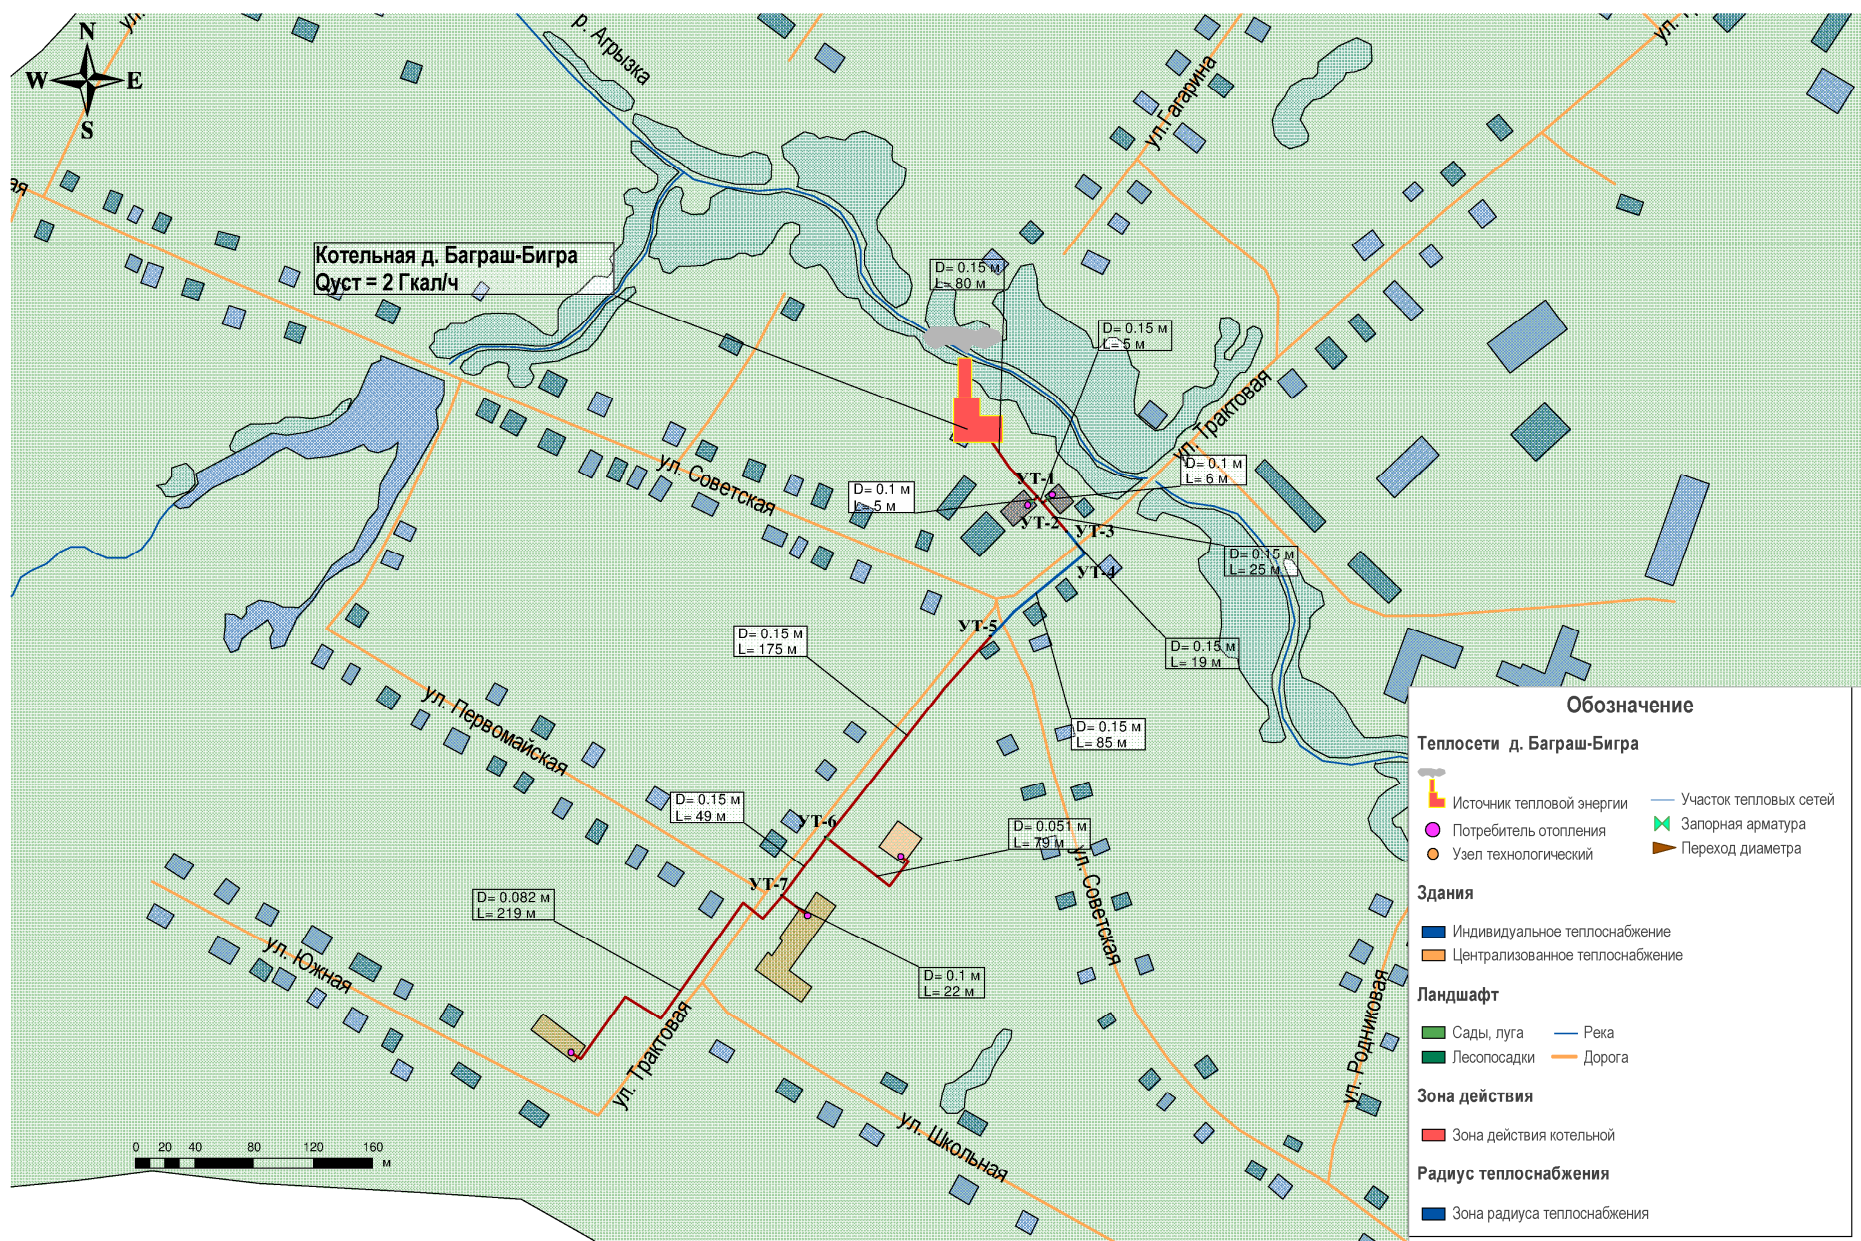 N
W E
S
р. Агрызка
ул.Гагарина
Котельная д. Баграш-Бигра
Qуст = 2 Гкал/ч
D= 0.15 м
L= 80 м
D= 0.15 м
L= 5 м
ул. Трактовая
ул. Советская
D= 0.1 м
L= 6 м
D= 0.1 м
L= 5 м
УТ-1
УТ-2
УТ-3
УТ-4
D= 0.15 м
L= 25 м
УТ-5
D= 0.15 м
L= 175 м
D= 0.15 м
L= 19 м
ул. Первомайская
D= 0.15 м
L= 85 м
D= 0.15 м
L= 49 м
УТ-6
D= 0.051 м
L= 79 м
ул. Советская
УТ-7
D= 0.082 м
L= 219 м
ул. Южная
D= 0.1 м
L= 22 м
ул. Трактовая
ул. Родниковая
ул. Школьная
0 20 40 80 120 160
м
Обозначение
Теплосети д. Баграш-Бигра
Источник тепловой энергии
Участок тепловых сетей
Потребитель отопления
Запорная арматура
Узел технологический
Переход диаметра
Здания
Индивидуальное теплоснабжение
Централизованное теплоснабжение
Ландшафт
Сады, луга
Река
Лесопосадки
Дорога
Зона действия
Зона действия котельной
Радиус теплоснабжения
Зона радиуса теплоснабжения